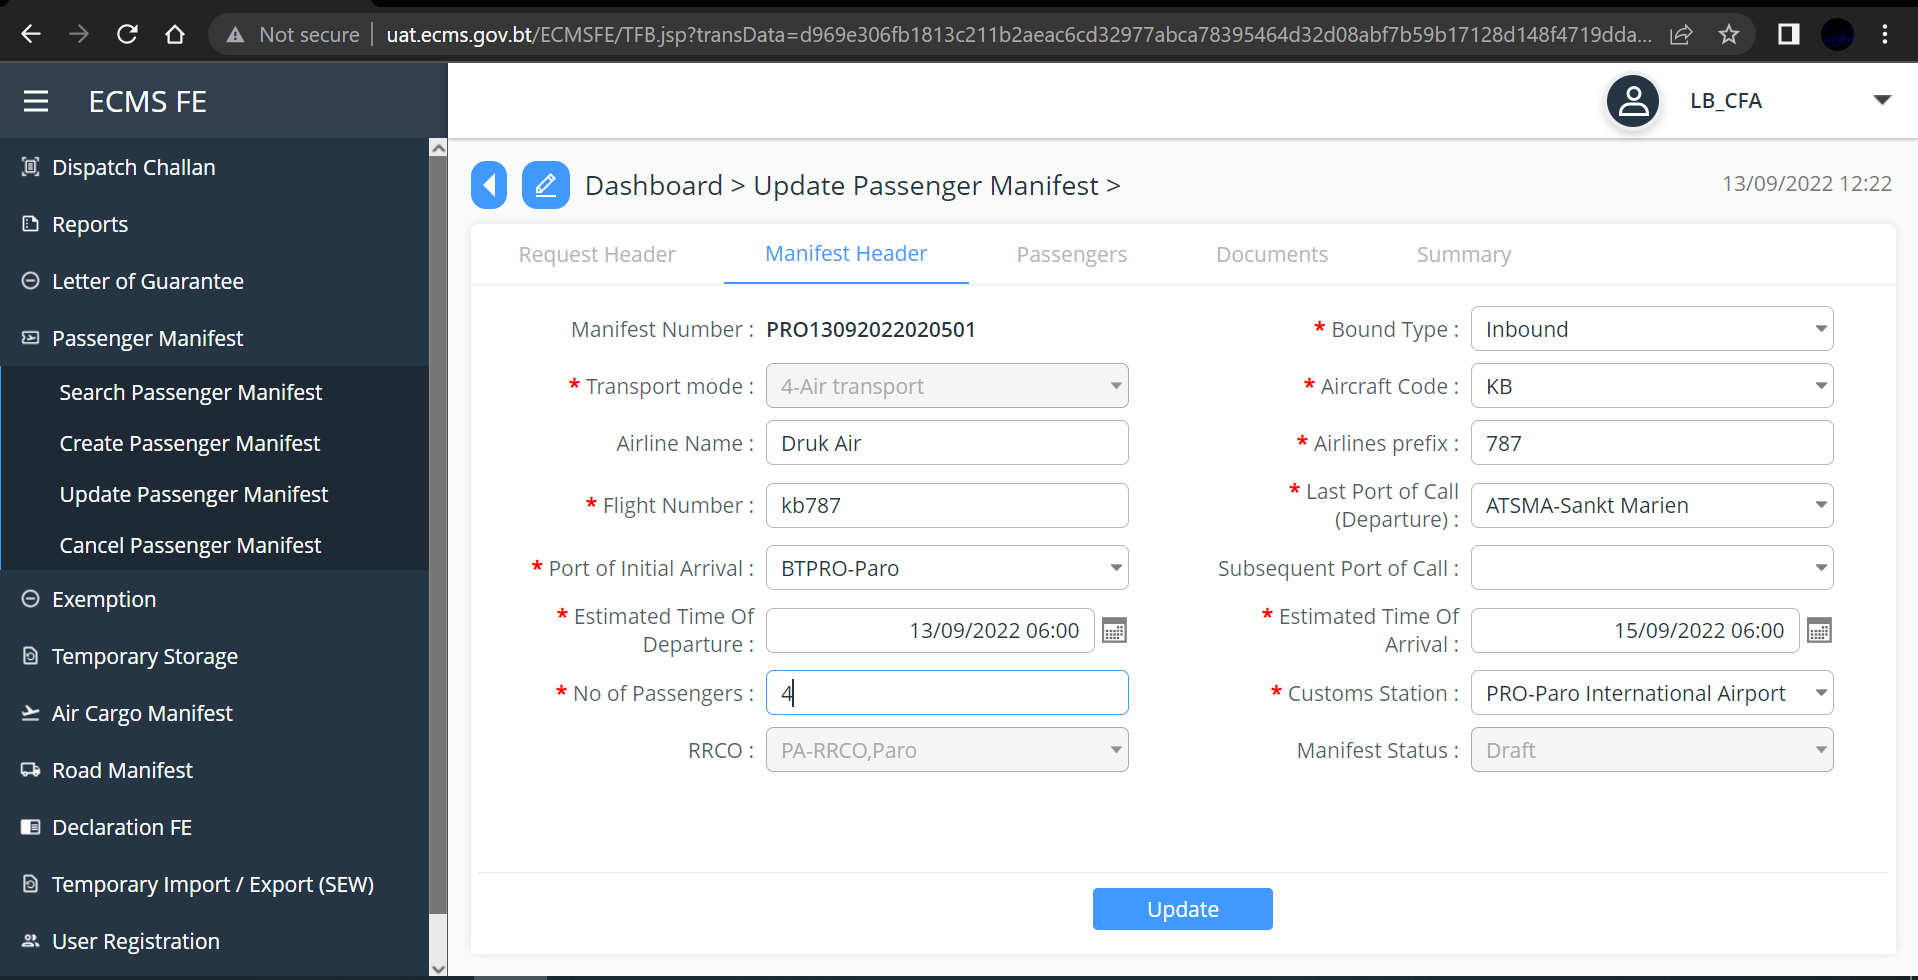 Not secure
uat.ecms.gov.bt/ECMSFE/TFB.jsp?transData=d969e306fb1813c211b2aeac6cd32977abca78395464d32d08abf7b59b17128d148f4719dda...
ECMS FE
LB_CFA
Dispatch Challan
Reports
Letter of Guarantee
Passenger Manifest
Search Passenger Manifest
Create Passenger Manifest
Update Passenger Manifest
Cancel Passenger Manifest
Exemption
Temporary Storage
Air Cargo Manifest
Road Manifest
Declaration FE
Temporary Import / Export (SEW)
User Registration
Dashboard > Update Passenger Manifest >
13/09/2022 12:22
Request Header Manifest Header Passengers Documents Summary
Manifest Number : PRO13092022020501
* Bound Type : Inbound
* Transport mode : 4-Air transport
* Aircraft Code : KB
Airline Name : Druk Air
* Airlines prefix : 787
* Flight Number : kb787
* Last Port of Call
(Departure) : ATSMA-Sankt Marien
* Port of Initial Arrival : BTPRO-Paro
Subsequent Port of Call :
* Estimated Time Of
Departure : 13/09/2022 06:00
* Estimated Time Of
Arrival : 15/09/2022 06:00
* No of Passengers : 4
* Customs Station : PRO-Paro International Airport
RRCO : PA-RRCO,Paro
Manifest Status : Draft
Update